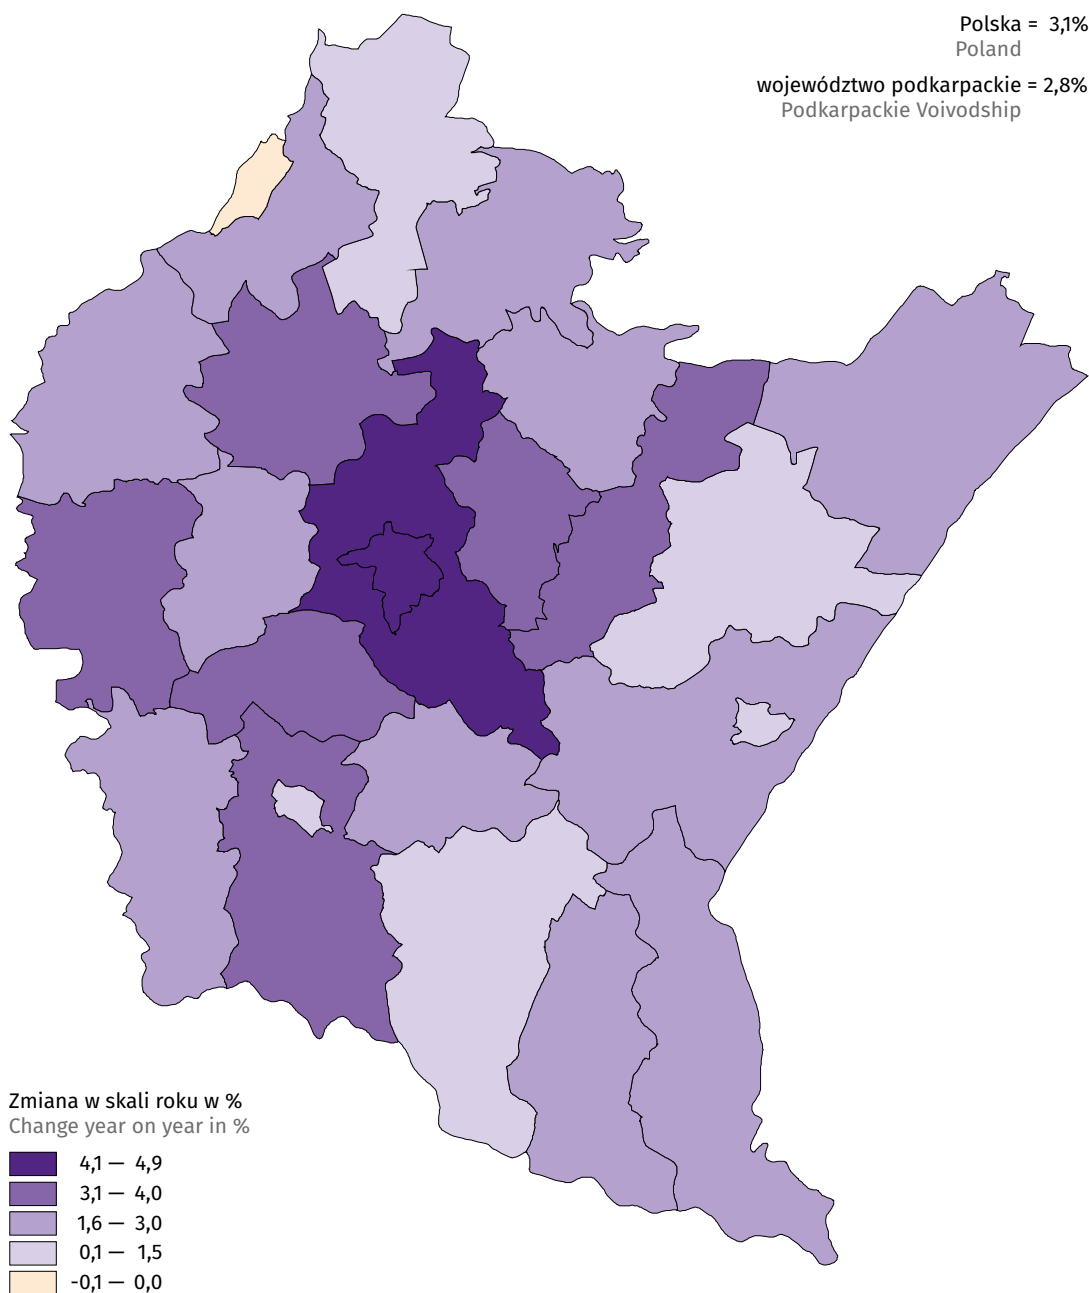 Polska = 3,1%
Poland
województwo podkarpackie = 2,8%
Podkarpackie Voivodship
Zmiana w skali roku w %
Change year on year in %
4,1 — 4,9
3,1 — 4,0
1,6 — 3,0
0,1 — 1,5
-0,1 — 0,0